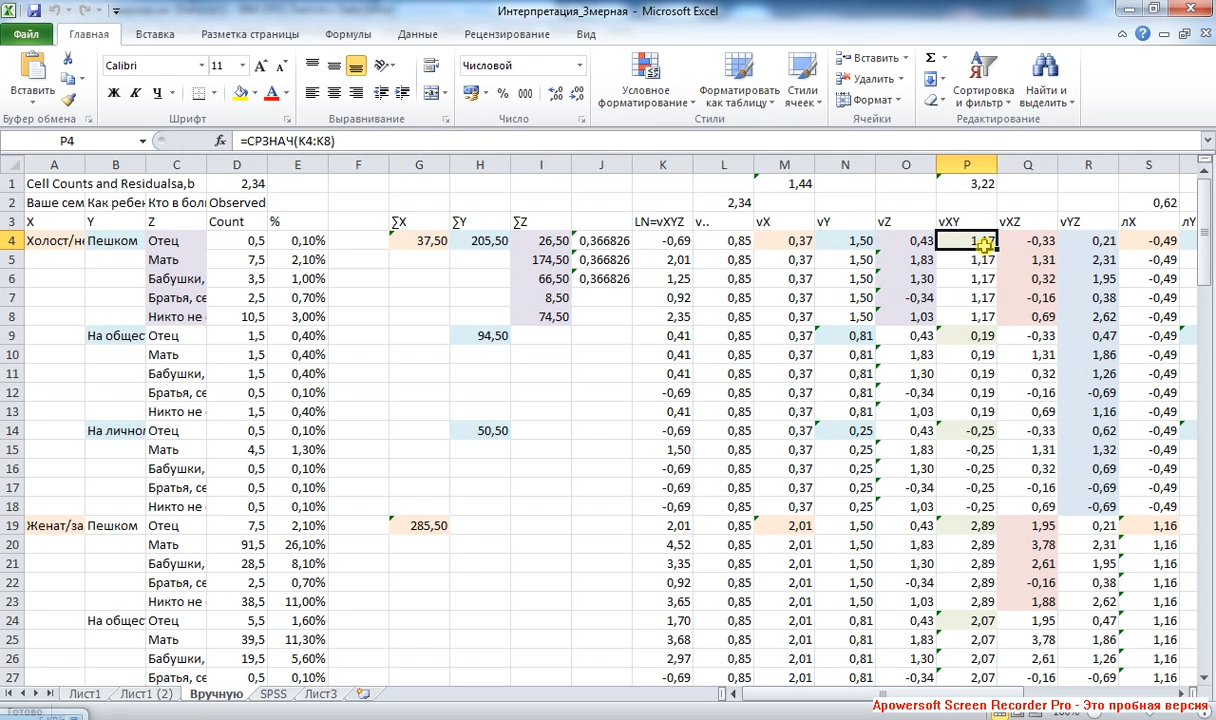 Интерпретация_3мерная - Microsoft Excel
Файл Главная Вставка Разметка страницы Формулы Данные Рецензирование Вид
Вставить Calibri 11 Ж К Ч Числовой % 000
Условное форматирование Форматировать как таблицу Стили ячеек
Вставить Удалить Формат
Сортировка и фильтр Найти и выделить
Буфер обмена Шрифт Выравнивание Число Стили Ячейки Редактирование
P4 fx =СРЗНАЧ(K4:K8)
A B C D E F G H I J K L M N O P Q R S
1 Cell Counts and Residualsa,b 2,34 1,44 3,22
2 Ваше сем Как ребен Кто в боль Observed 2,34 0,62
3 X Y Z Count % ∑X ∑Y ∑Z LN=vXYZ v.. vX vY vZ vXY vXZ vYZ лX лY
4 Холост/не Пешком Отец 0,5 0,10% 37,50 205,50 26,50 0,366826 -0,69 0,85 0,37 1,50 0,43 1,17 -0,33 0,21 -0,49
5 Мать 4 174,50 0,366826 2,01 0,85 0,37 1,50 1,83 1,17 1,31 2,31 -0,49
6 Бабушки, 3,5 1,00% 66,50 0,366826 1,25 0,85 0,37 1,50 1,30 1,17 0,32 1,95 -0,49
7 Братья, се 2,5 0,70% 8,50 0,92 0,85 0,37 1,50 -0,34 1,17 -0,16 0,38 -0,49
8 Никто не 10,5 3,00% 74,50 2,35 0,85 0,37 1,50 1,03 1,17 0,69 2,62 -0,49
9 На общес Отец 1,5 0,40% 94,50 0,41 0,85 0,37 0,81 0,43 0,19 -0,33 0,47 -0,49
10 Мать 1,5 0,40% 0,41 0,85 0,37 0,81 1,83 0,19 1,31 1,86 -0,49
11 Бабушки, 1,5 0,40% 0,41 0,85 0,37 0,81 1,30 0,19 0,32 1,26 -0,49
12 Братья, се 0,5 0,10% -0,69 0,85 0,37 0,81 -0,34 0,19 -0,16 -0,69 -0,49
13 Никто не 1,5 0,40% 0,41 0,85 0,37 0,81 1,03 0,19 0,69 1,16 -0,49
14 На личном Отец 0,5 0,10% 50,50 -0,69 0,85 0,37 0,25 0,43 -0,25 -0,33 0,62 -0,49
15 Мать 4,5 1,30% 1,50 0,85 0,37 0,25 1,83 -0,25 1,31 1,32 -0,49
16 Бабушки, 0,5 0,10% -0,69 0,85 0,37 0,25 1,30 -0,25 0,32 0,69 -0,49
17 Братья, се 0,5 0,10% -0,69 0,85 0,37 0,25 -0,34 -0,25 -0,16 -0,69 -0,49
18 Никто не 0,5 0,10% -0,69 0,85 0,37 0,25 1,03 -0,25 0,69 -0,69 -0,49
19 Женат/за Пешком Отец 7,5 2,10% 285,50 2,01 0,85 2,01 1,50 0,43 2,89 1,95 0,21 1,16
20 Мать 91,5 26,10% 4,52 0,85 2,01 1,50 1,83 2,89 3,78 2,31 1,16
21 Бабушки, 28,5 8,10% 3,35 0,85 2,01 1,50 1,30 2,89 2,61 1,95 1,16
22 Братья, се 2,5 0,70% 0,92 0,85 2,01 1,50 -0,34 2,89 -0,16 0,38 1,16
23 Никто не 38,5 11,00% 3,65 0,85 2,01 1,50 1,03 2,89 1,88 2,62 1,16
24 На общес Отец 5,5 1,60% 1,70 0,85 2,01 0,81 0,43 2,07 1,95 0,47 1,16
25 Мать 39,5 11,30% 3,68 0,85 2,01 0,81 1,83 2,07 3,78 1,86 1,16
26 Бабушки, 19,5 5,60% 2,97 0,85 2,01 0,81 1,30 2,07 2,61 1,26 1,16
27 Братья, се 0,5 0,10% -0,69 0,85 2,01 0,81 -0,34 2,07 -0,16 -0,69 1,16
Лист1 Лист1 (2) Вручную SPSS Лист3
Готово
Apowersoft Screen Recorder Pro - Это пробная версия